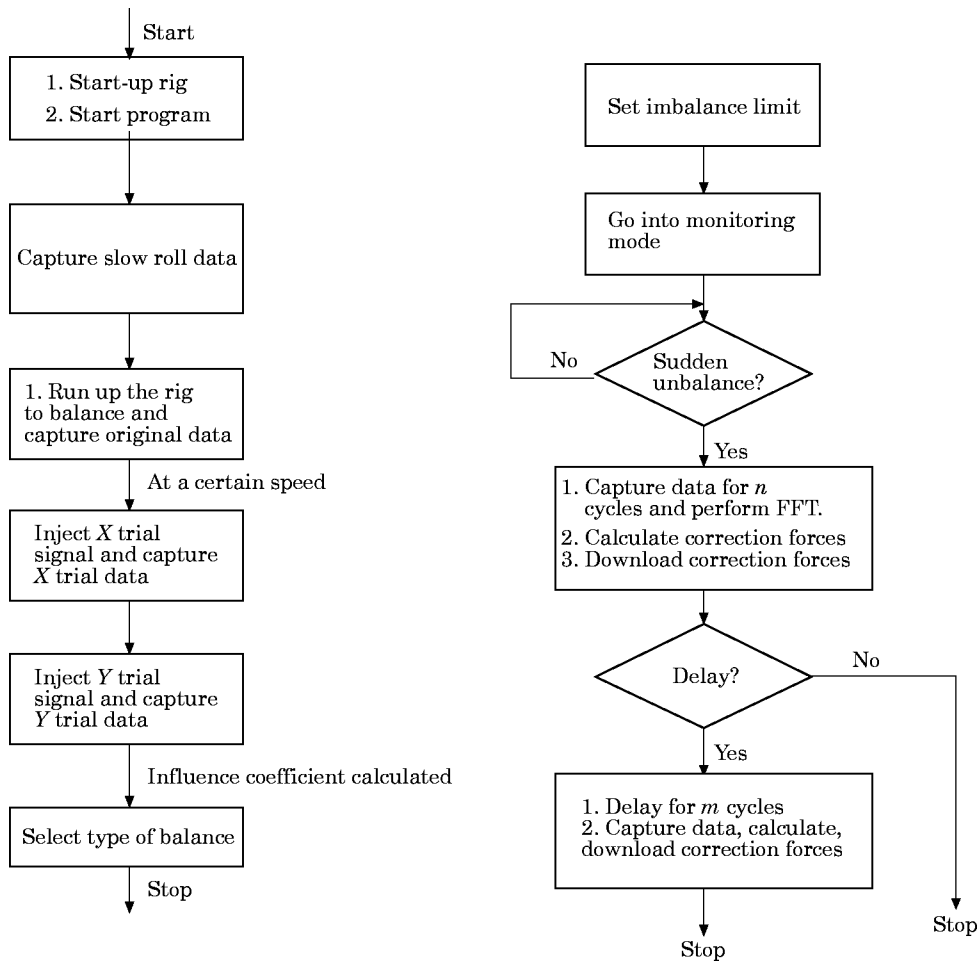 Start
1. Start-up rig
2. Start program
Capture slow roll data
1. Run up the rig
to balance and
capture original data
At a certain speed
Inject X trial
signal and capture
X trial data
Inject Y trial
signal and capture
Y trial data
Influence coefficient calculated
Select type of balance
Stop
Set imbalance limit
Go into monitoring
mode
No
Sudden
unbalance?
Yes
1. Capture data for n
cycles and perform FFT.
2. Calculate correction forces
3. Download correction forces
Delay?
No
Yes
1. Delay for m cycles
2. Capture data, calculate,
download correction forces
Stop
Stop